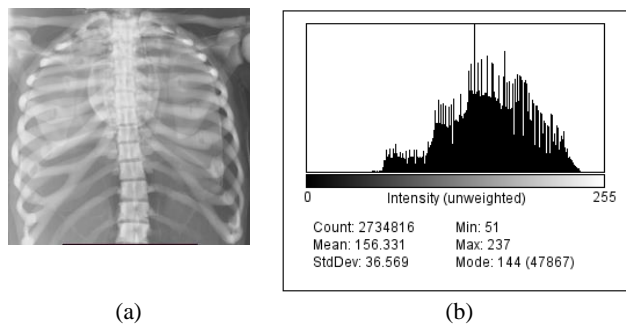 0 255
Intensity (unweighted)
Count: 2734816 Min: 51
Mean: 156.331 Max: 237
StdDev: 36.569 Mode: 144 (47867)
(a) (b)